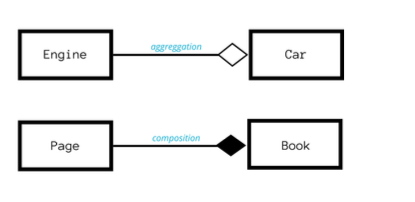 aggreggation
Engine
Car
composition
Page
Book